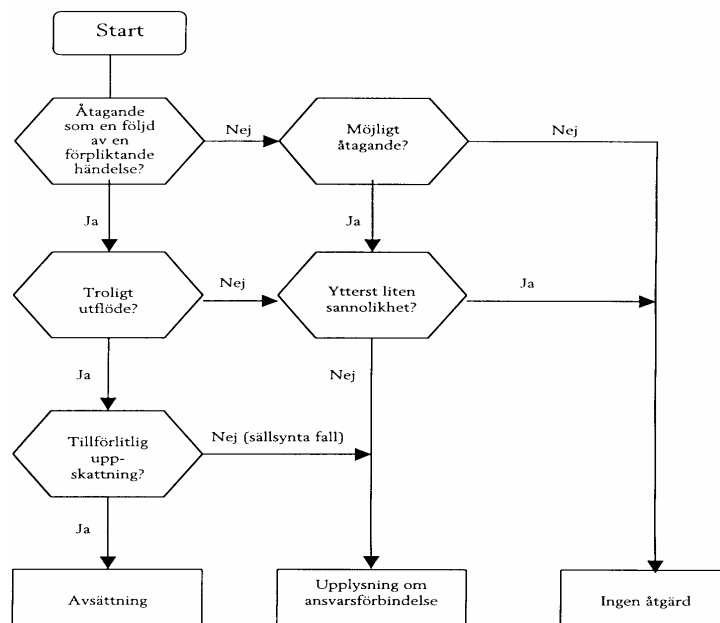 Start
Åtagande
som en följd
av en
förpliktande
händelse?
Nej
Möjligt
åtagande?
Nej
Ja
Ja
Troligt
utflöde?
Nej
Ytterst liten
sannolikhet?
Ja
Ja
Nej
Tillförlitlig
upp-
skattning?
Nej (sällsynta fall)
Ja
Avsättning
Upplysning om
ansvarsförbindelse
Ingen åtgärd